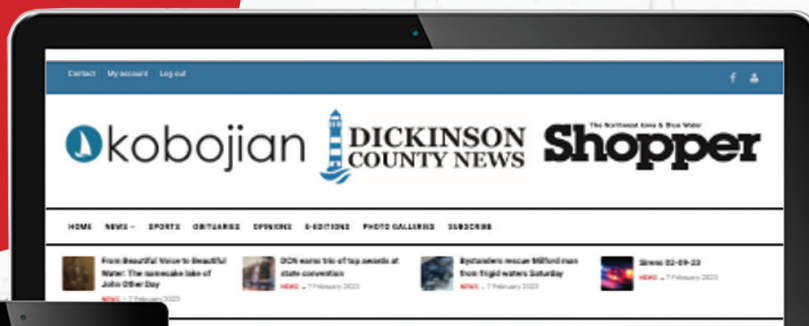 Contact My account Log out
kobojian
DICKINSON
COUNTY NEWS
The Northwest Iowa & Blue Water
Shopper
HOME NEWS SPORTS OBITUARIES OPINIONS E-EDITIONS PHOTO GALLERIES SUBSCRIBE
From Beautiful Voice to Beautiful
Water: The namesake lake of
John Other Day
NEWS - 7 February 2023
DCN earns trio of top awards at
state convention
NEWS - 7 February 2023
Bystanders rescue Milford man
from frigid waters Saturday
NEWS - 7 February 2023
Sirens 02-09-23
NEWS - 7 February 2023